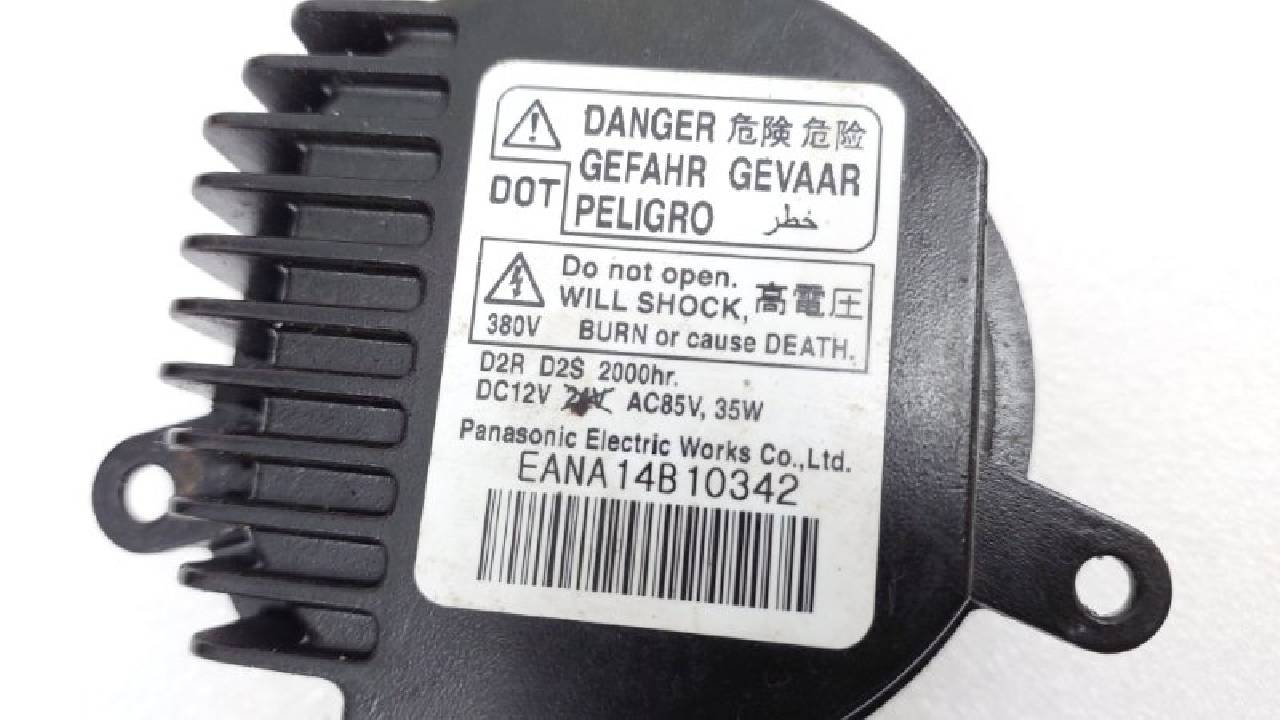 DANGER 危険 危险
GEFAHR GEVAAR
DOT PELIGRO خطر
Do not open.
WILL SHOCK, 高電圧
380V BURN or cause DEATH.
D2R D2S 2000hr.
DC12V 24V AC85V, 35W
Panasonic Electric Works Co.,Ltd.
EANA14B10342